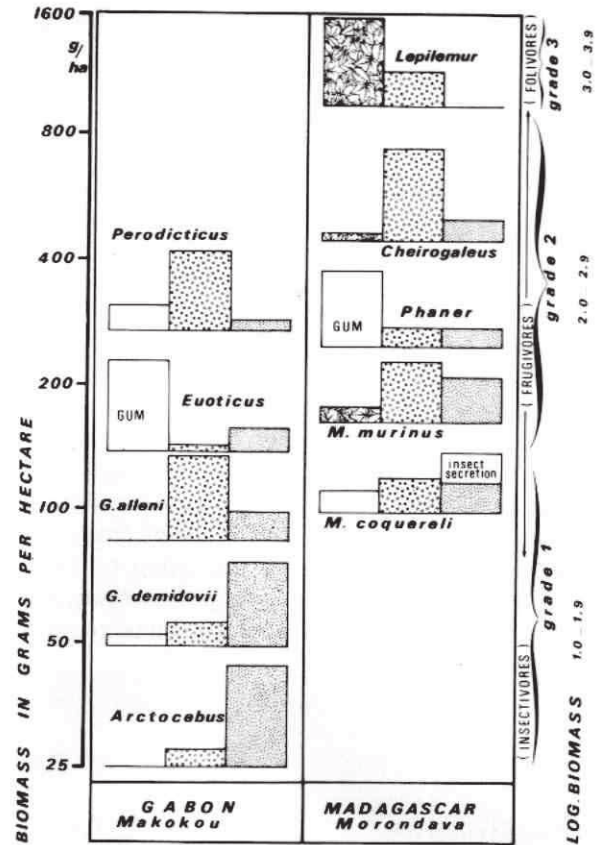 1600
g/
ha
800
400
200
100
50
25
BIOMASS IN GRAMS PER HECTARE
Perodicticus
GUM
Euoticus
G.alleni
G. demidovii
Arctocebus
GABON
Makokou
Lepilemur
Cheirogaleus
GUM
Phaner
M. murinus
insect
secretion
M. coquereli
MADAGASCAR
Morondava
(FOLIVORES)
(FRUGIVORES)
(INSECTIVORES)
grade 3
grade 2
grade 1
3.0 _ 3.9
2.0 _ 2.9
1.0 _ 1.9
LOG. BIOMASS